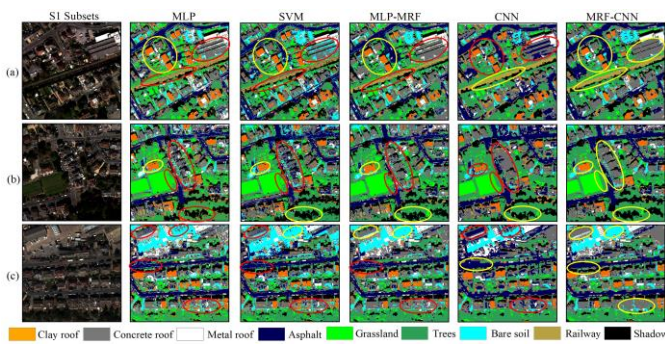 S1 Subsets MLP SVM MLP-MRF CNN MRF-CNN
(a)
(b)
(c)
Clay roof Concrete roof Metal roof Asphalt Grassland Trees Bare soil Railway Shadow